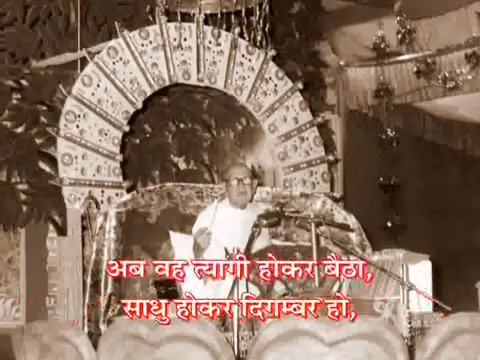 अब वह त्यागी होकर बैठा,
साधु होकर दिगम्बर हो,